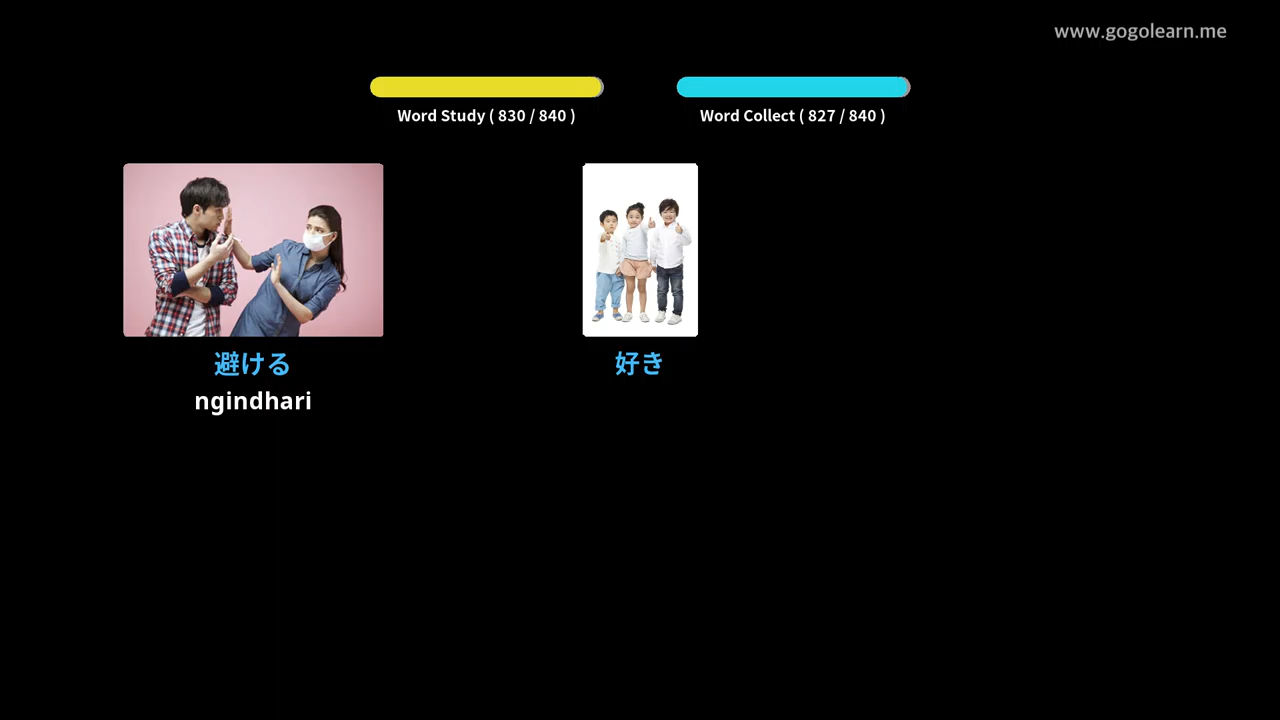 www.gogolearn.me
Word Study ( 830 / 840 )
Word Collect ( 827 / 840 )
避ける
好き
ngindhari